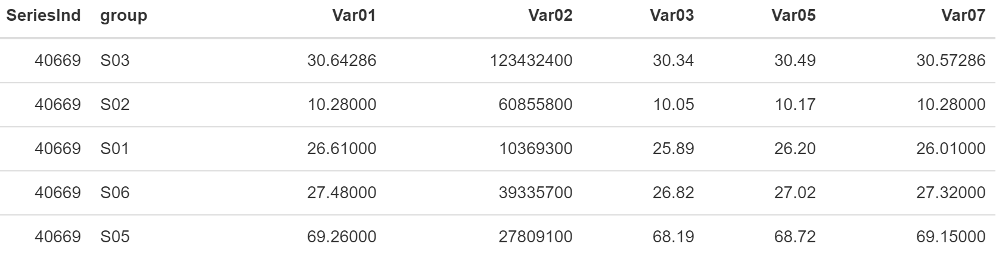 SeriesInd group Var01 Var02 Var03 Var05 Var07
40669 S03 30.64286 123432400 30.34 30.49 30.57286
40669 S02 10.28000 60855800 10.05 10.17 10.28000
40669 S01 26.61000 10369300 25.89 26.20 26.01000
40669 S06 27.48000 39335700 26.82 27.02 27.32000
40669 S05 69.26000 27809100 68.19 68.72 69.15000